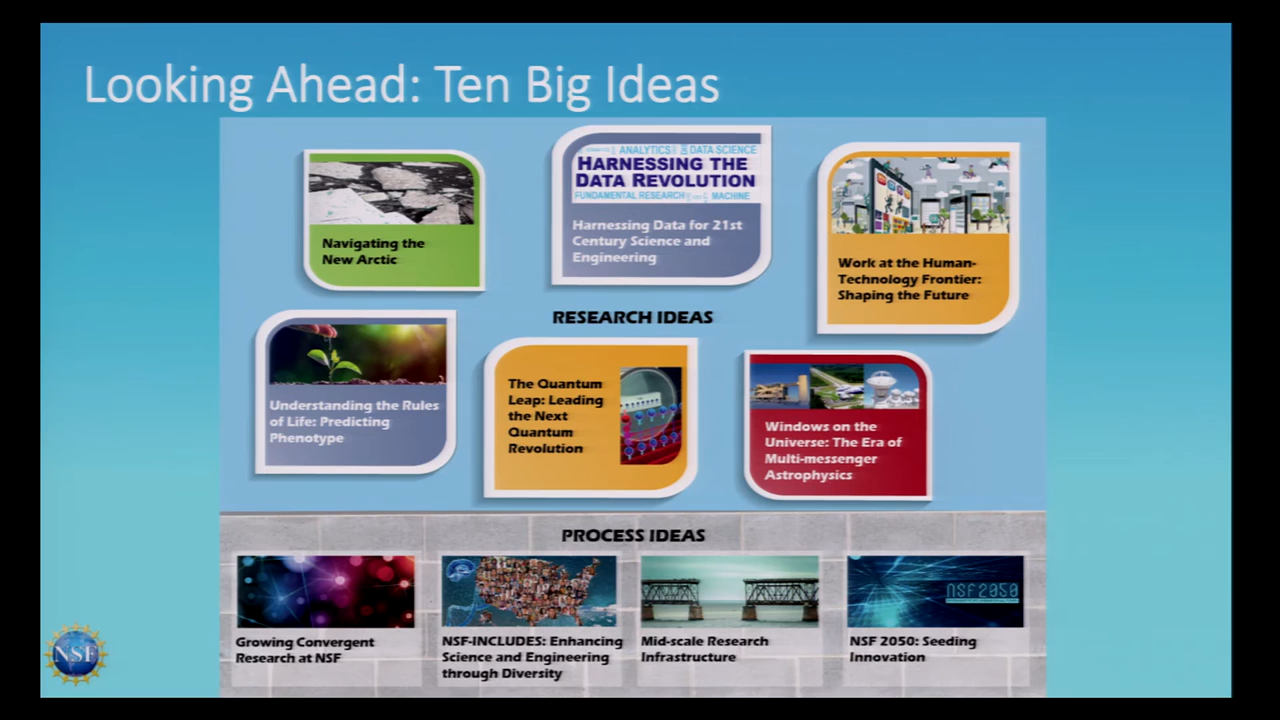 Looking Ahead: Ten Big Ideas
ANALYTICS
DATA SCIENCE
HARNESSING THE
DATA REVOLUTION
FUNDAMENTAL RESEARCH
MACHINE
Navigating the
New Arctic
Harnessing Data for 21st
Century Science and
Engineering
Work at the Human-
Technology Frontier:
Shaping the Future
RESEARCH IDEAS
Understanding the Rules
of Life: Predicting
Phenotype
The Quantum
Leap: Leading
the Next
Quantum
Revolution
Windows on the
Universe: The Era of
Multi-messenger
Astrophysics
PROCESS IDEAS
NSF2050
Growing Convergent
Research at NSF
NSF-INCLUDES: Enhancing
Science and Engineering
through Diversity
Mid-scale Research
Infrastructure
NSF 2050: Seeding
Innovation
NSF